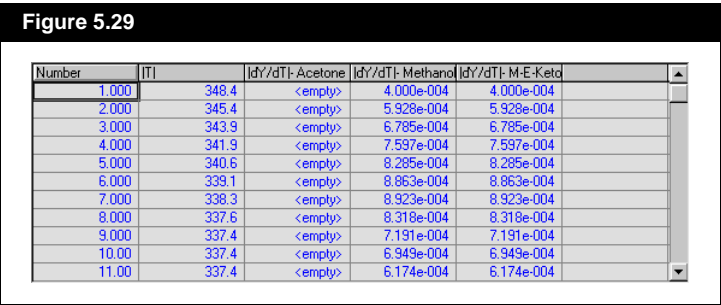 Figure 5.29
Number |T| |dY/dT|- Acetone |dY/dT|- Methanol |dY/dT|- M-E-Keto
1.000 348.4 <empty> 4.000e-004 4.000e-004
2.000 345.4 <empty> 5.928e-004 5.928e-004
3.000 343.9 <empty> 6.785e-004 6.785e-004
4.000 341.9 <empty> 7.597e-004 7.597e-004
5.000 340.6 <empty> 8.285e-004 8.285e-004
6.000 339.1 <empty> 8.863e-004 8.863e-004
7.000 338.3 <empty> 8.923e-004 8.923e-004
8.000 337.6 <empty> 8.318e-004 8.318e-004
9.000 337.4 <empty> 7.191e-004 7.191e-004
10.00 337.4 <empty> 6.949e-004 6.949e-004
11.00 337.4 <empty> 6.174e-004 6.174e-004